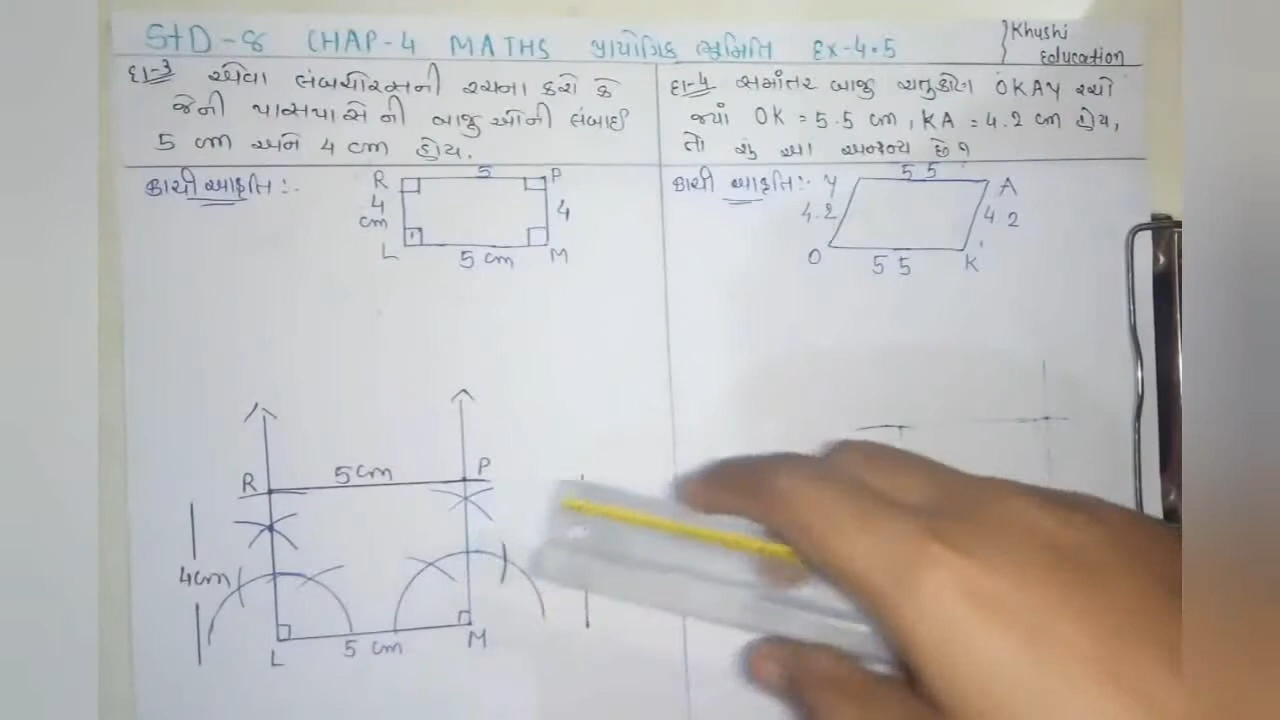 STD-8 CHAP-4 MATHS પ્રાયોગિક ભૂમિતિ EX-4.5
Khushi
Education
દા-3 એવા લંબચોરસની રચના કરો કે
જેની પાસપાસેની બાજુઓની લંબાઈ
5 cm અને 4 cm હોય.
દા-4 સમાંતર બાજુ ચતુષ્કોણ OKAY રચો
જ્યાં OK = 5.5 cm, KA = 4.2 cm હોય,
તો શું આ અનન્ય છે?
કાચી આકૃતિ:-
R 5 P
4
cm
4
L 5 cm M
કાચી આકૃતિ:- Y 5 5 A
4.2
4 2
O 5 5 K
R 5cm P
4cm
L 5 cm M